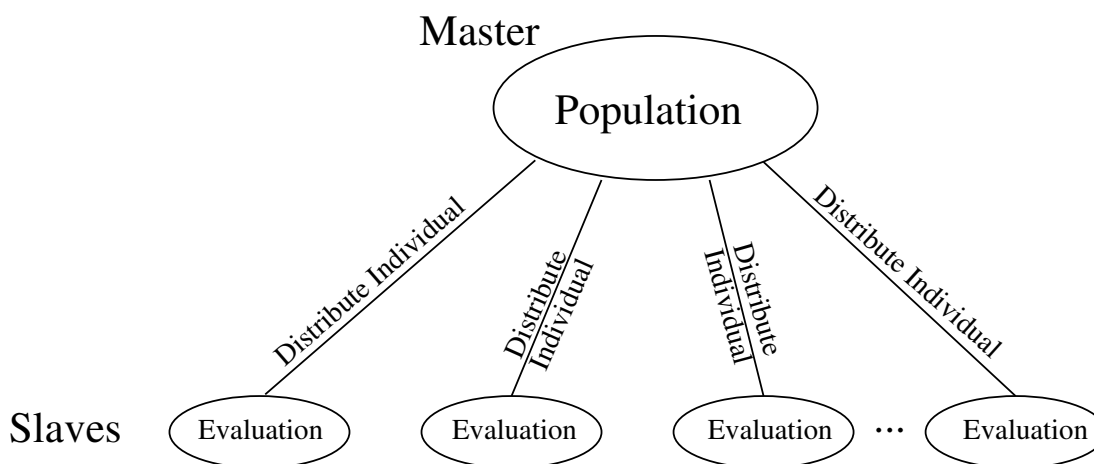 Master
Population
Distribute Individual
Distribute
Individual
Distribute
Individual
Distribute Individual
Slaves
Evaluation
Evaluation
Evaluation
...
Evaluation